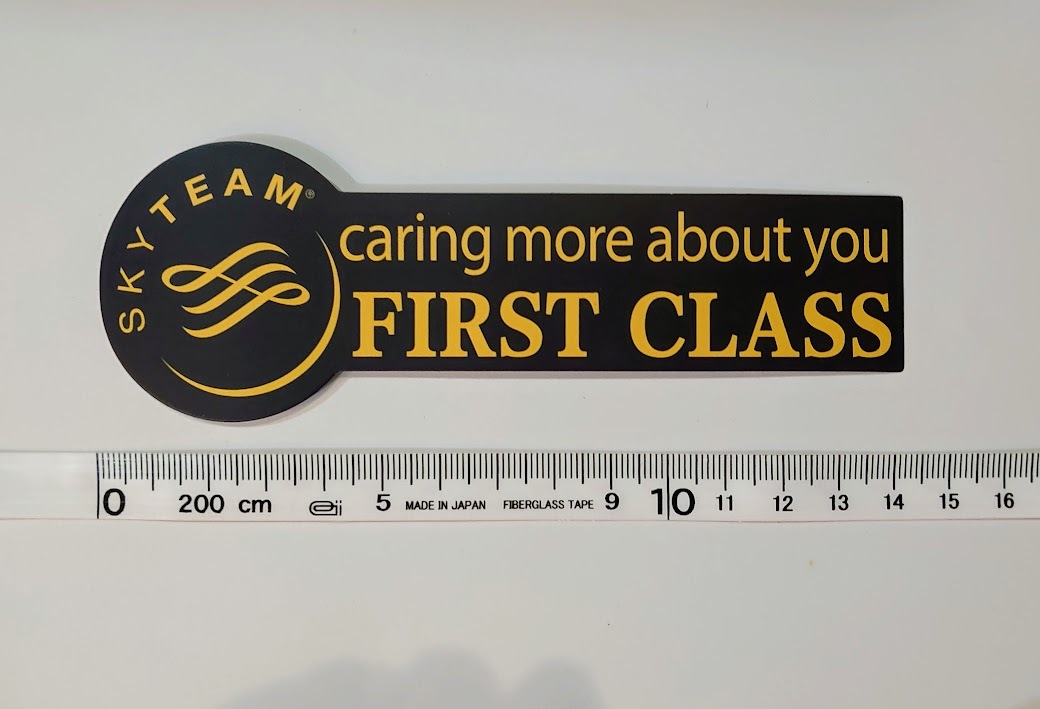 SKYTEAM®
caring more about you
FIRST CLASS
0 200 cm eji 5 MADE IN JAPAN FIBERGLASS TAPE 9 10 11 12 13 14 15 16